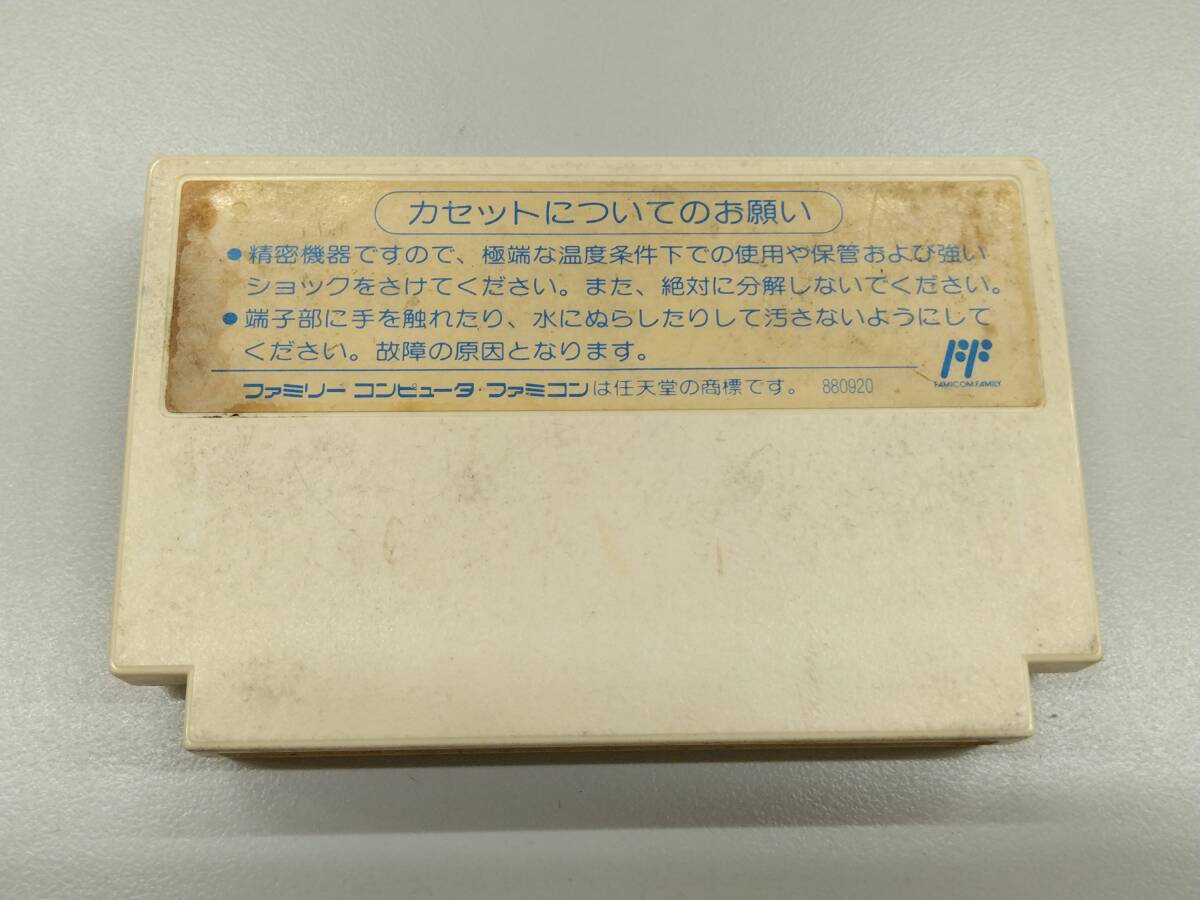 カセットについてのお願い
●精密機器ですので、極端な温度条件下での使用や保管および強い
ショックをさけてください。また、絶対に分解しないでください。
●端子部に手を触れたり、水にぬらしたりして汚さないようにして
ください。故障の原因となります。
FF
FAMICOM FAMILY
ファミリー コンピュータ・ファミコンは任天堂の商標です。 880920